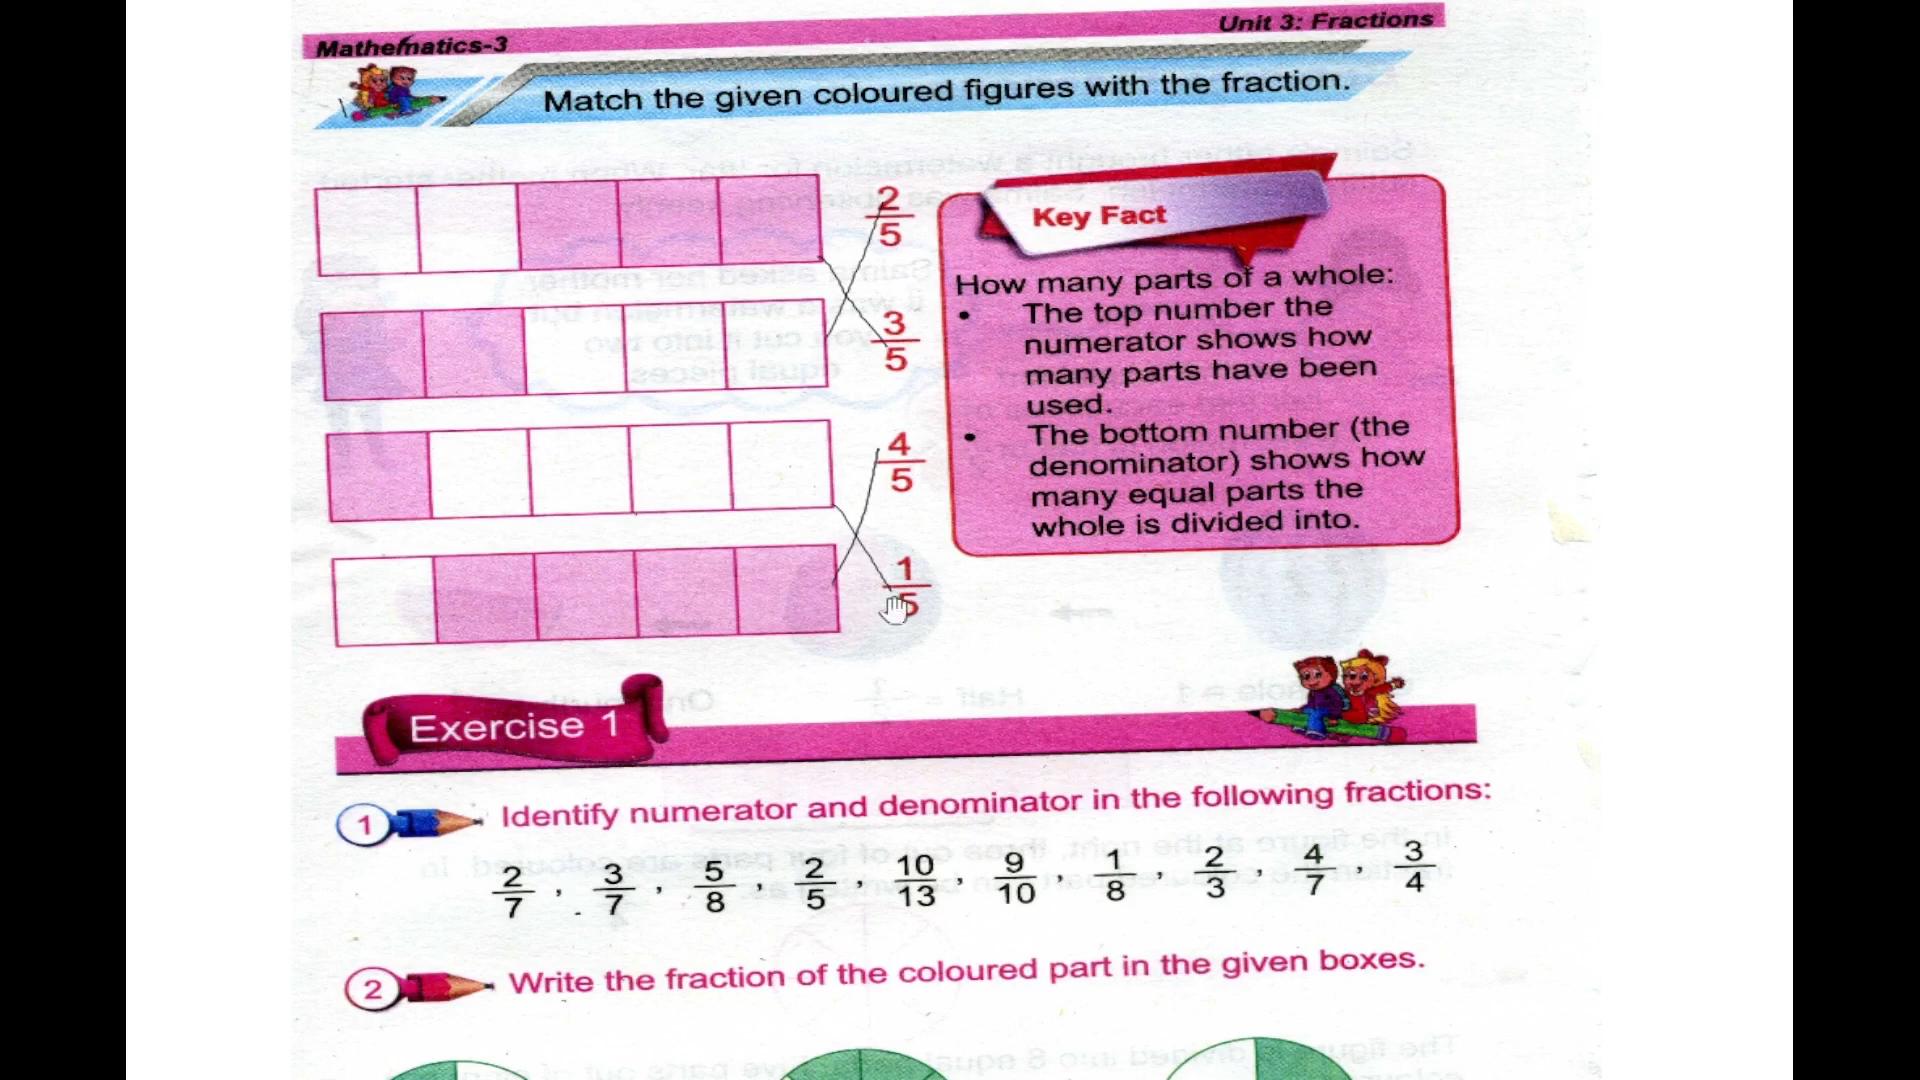 Mathematics-3
Unit 3: Fractions
Match the given coloured figures with the fraction.
2/5
3/5
4/5
1/5
Key Fact
How many parts of a whole:
• The top number the
numerator shows how
many parts have been
used.
• The bottom number (the
denominator) shows how
many equal parts the
whole is divided into.
Exercise 1
1 Identify numerator and denominator in the following fractions:
2/7 , 3/7 , 5/8 , 2/5 , 10/13 , 9/10 , 1/8 , 2/3 , 4/7 3/4
2 Write the fraction of the coloured part in the given boxes.